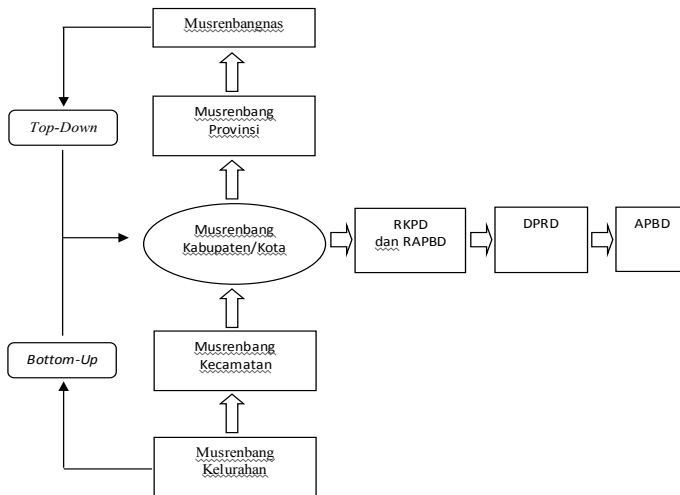 Musrenbangnas
Top-Down
Musrenbang
Provinsi
Musrenbang
Kabupaten/Kota
RKPD
dan RAPBD
DPRD
APBD
Bottom-Up
Musrenbang
Kecamatan
Musrenbang
Kelurahan